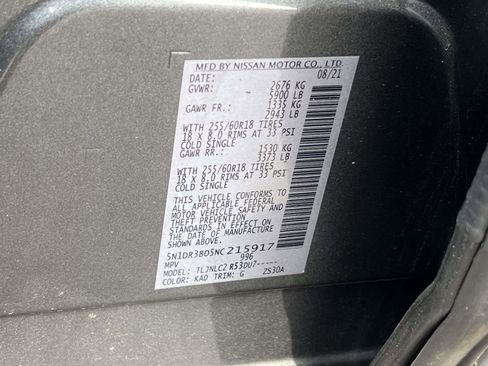 MFD BY NISSAN MOTOR CO., LTD.
DATE: 08/21
GVWR: 2676 KG
5900 LB
GAWR FR.: 1335 KG
2943 LB
WITH 255/60R18 TIRES
18 X 8.0 RIMS AT 33 PSI
COLD SINGLE
GAWR RR.: 1530 KG
3373 LB
WITH 255/60R18 TIRES
18 X 8.0 RIMS AT 33 PSI
COLD SINGLE
THIS VEHICLE CONFORMS TO
ALL APPLICABLE FEDERAL
MOTOR VEHICLE SAFETY AND
THEFT PREVENTION
STANDARDS IN EFFECT ON
THE DATE OF MANUFACTURE
SHOWN ABOVE.
5N1DR3BD5NC215917
MPV 996
MODEL: TLJNLC2 R53DU7-----
COLOR: KAD TRIM: G ZS30A